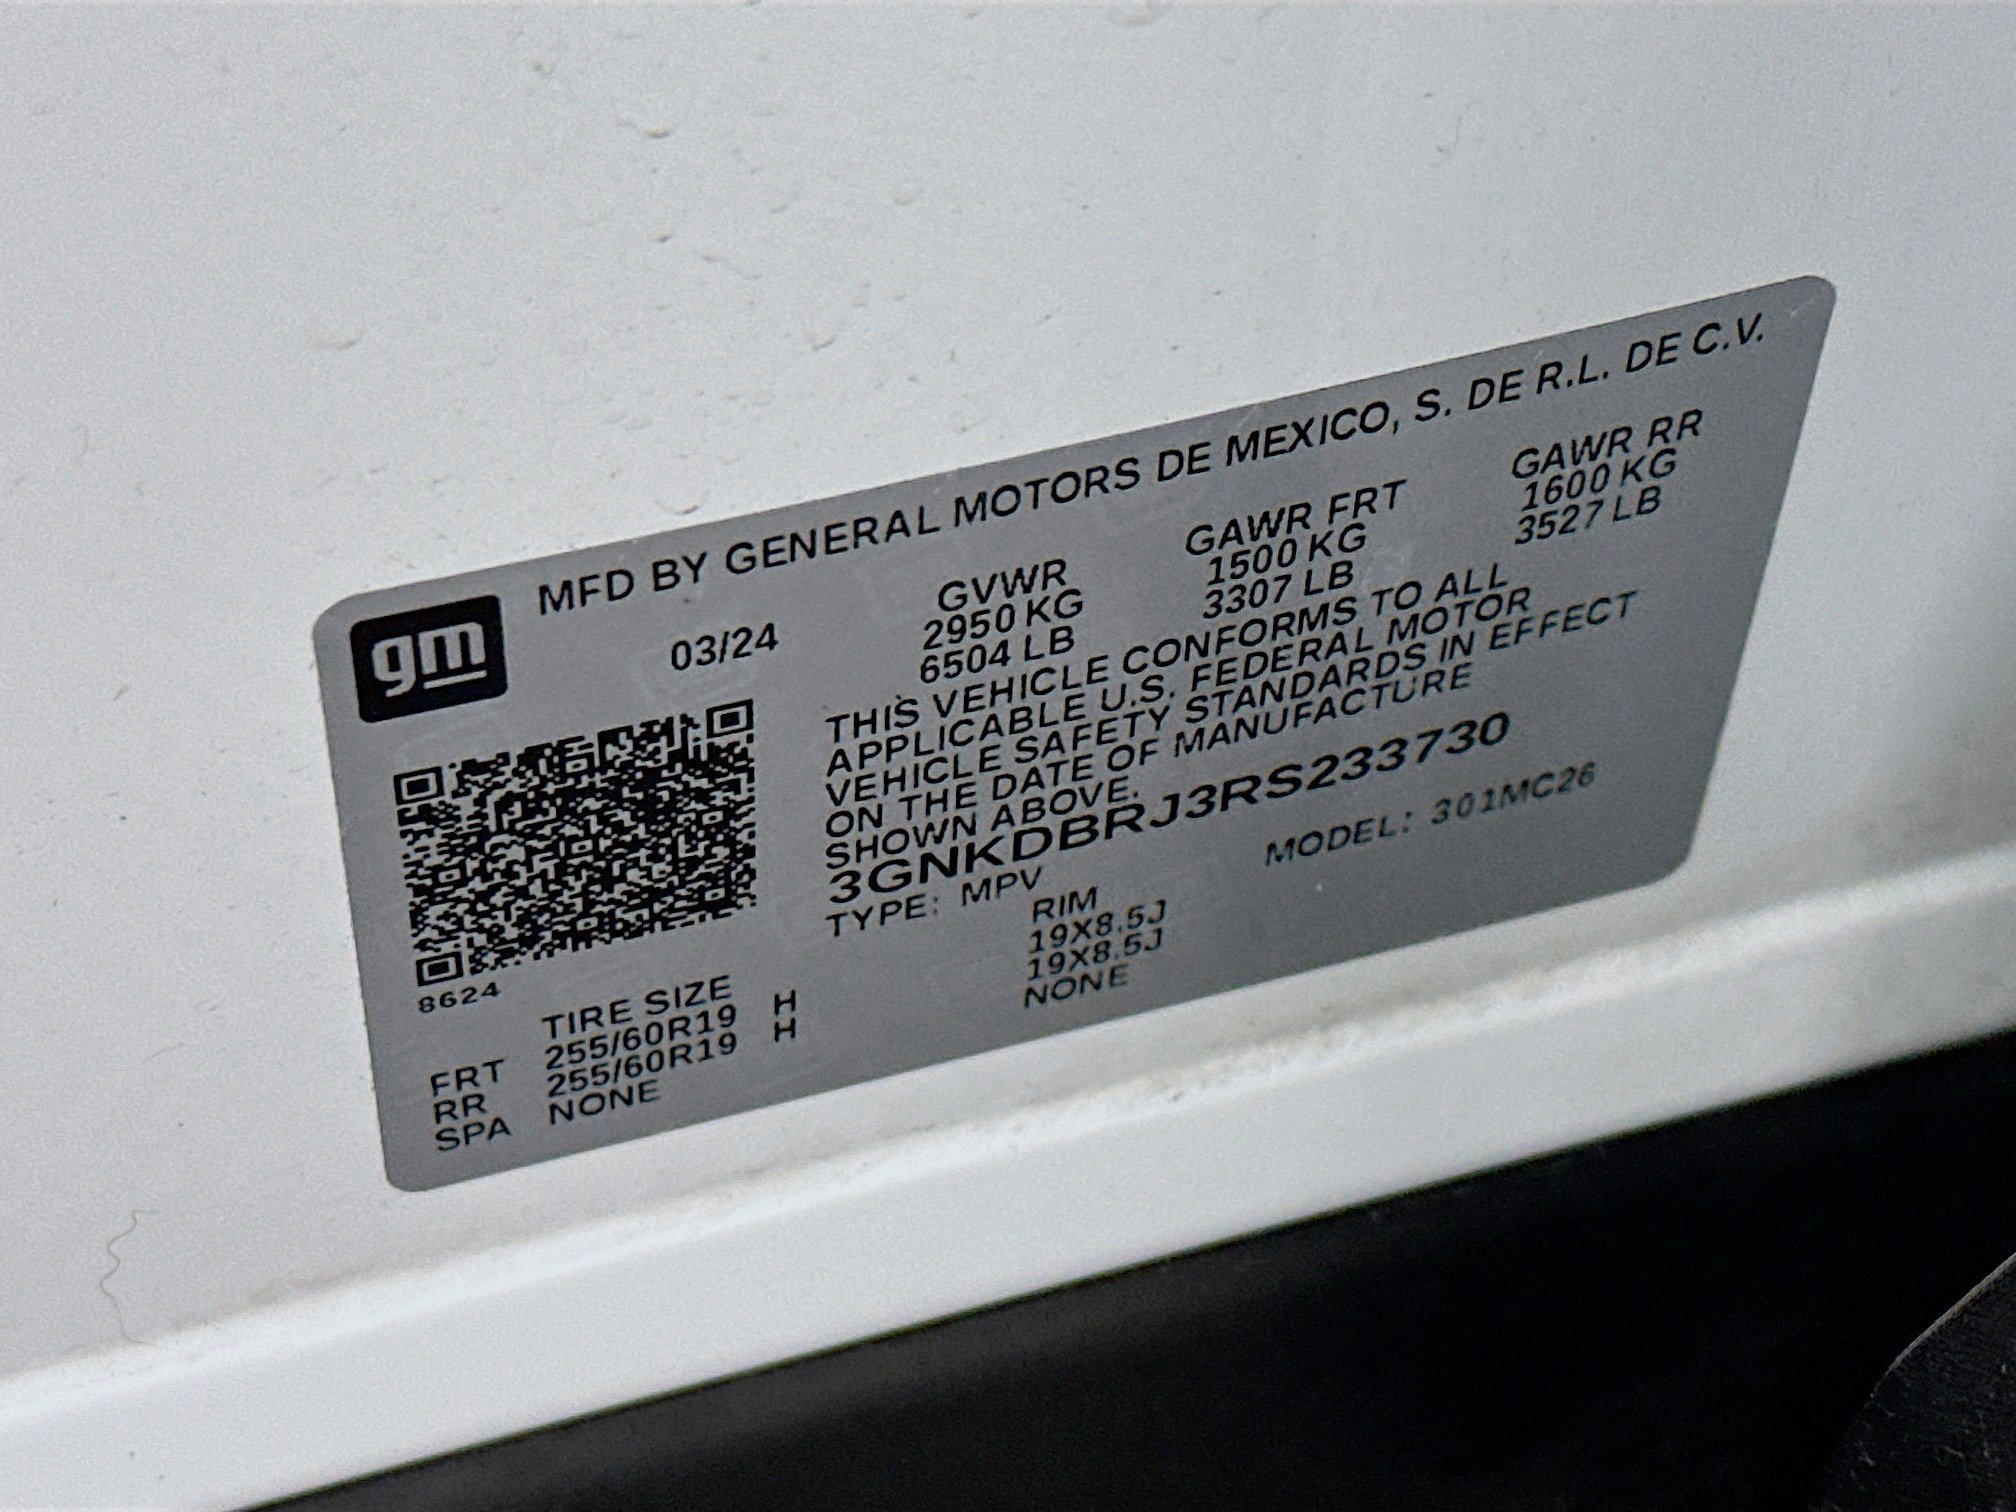 MFD BY GENERAL MOTORS DE MEXICO, S. DE R.L. DE C.V.
gm
03/24
GVWR GAWR FRT GAWR RR
2950 KG 1500 KG 1600 KG
6504 LB 3307 LB 3527 LB
THIS VEHICLE CONFORMS TO ALL
APPLICABLE U.S. FEDERAL MOTOR
VEHICLE SAFETY STANDARDS IN EFFECT
ON THE DATE OF MANUFACTURE
SHOWN ABOVE.
3GNKDBRJ3RS233730
TYPE: MPV MODEL: 301MC26
8624
TIRE SIZE RIM
FRT 255/60R19 H 19X8.5J
RR 255/60R19 H 19X8.5J
SPA NONE NONE